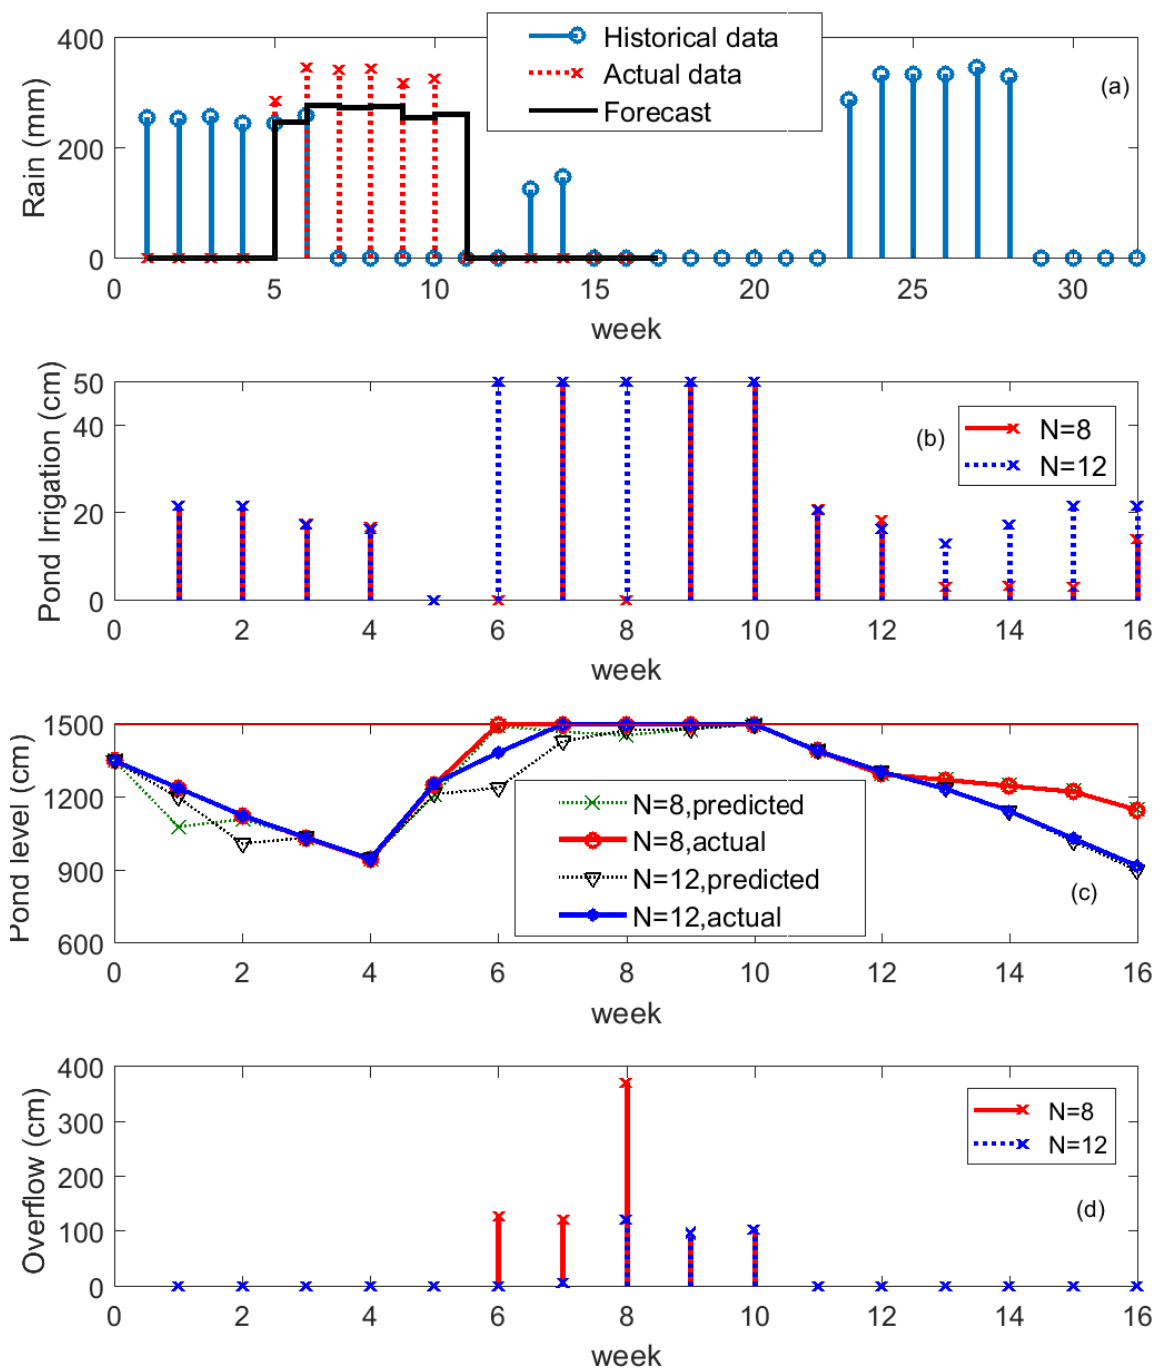 400
200
0
Rain (mm)
Historical data
Actual data
Forecast
(a)
0 5 10 15 20 25 30
week
50
40
20
0
Pond Irrigation (cm)
(b)
N=8
N=12
0 2 4 6 8 10 12 14 16
week
1500
1200
900
600
Pond level (cm)
N=8,predicted
N=8,actual
N=12,predicted
N=12,actual
(c)
0 2 4 6 8 10 12 14 16
week
400
300
200
100
0
Overflow (cm)
N=8
N=12
(d)
0 2 4 6 8 10 12 14 16
week